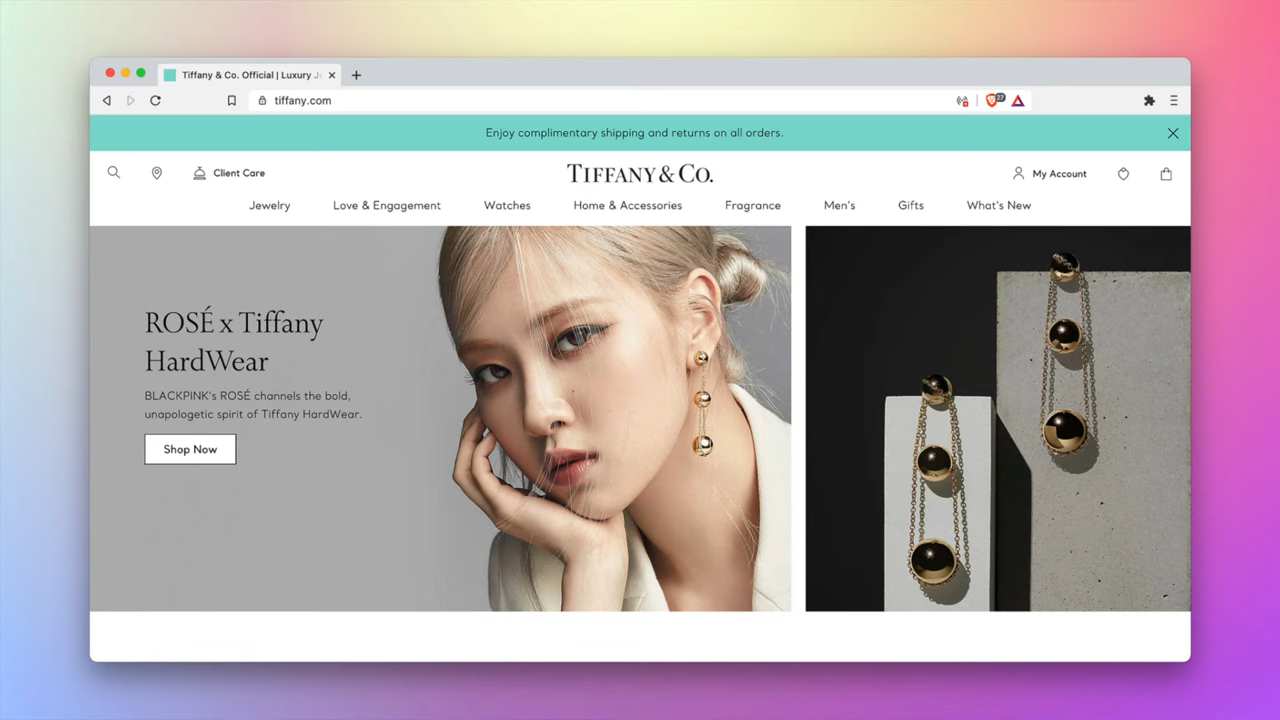 Tiffany & Co. Official | Luxury J
tiffany.com
27
Enjoy complimentary shipping and returns on all orders.
Client Care
TIFFANY & CO.
My Account
Jewelry
Love & Engagement
Watches
Home & Accessories
Fragrance
Men's
Gifts
What's New
ROSÉ x Tiffany
HardWear
BLACKPINK's ROSÉ channels the bold,
unapologetic spirit of Tiffany HardWear.
Shop Now